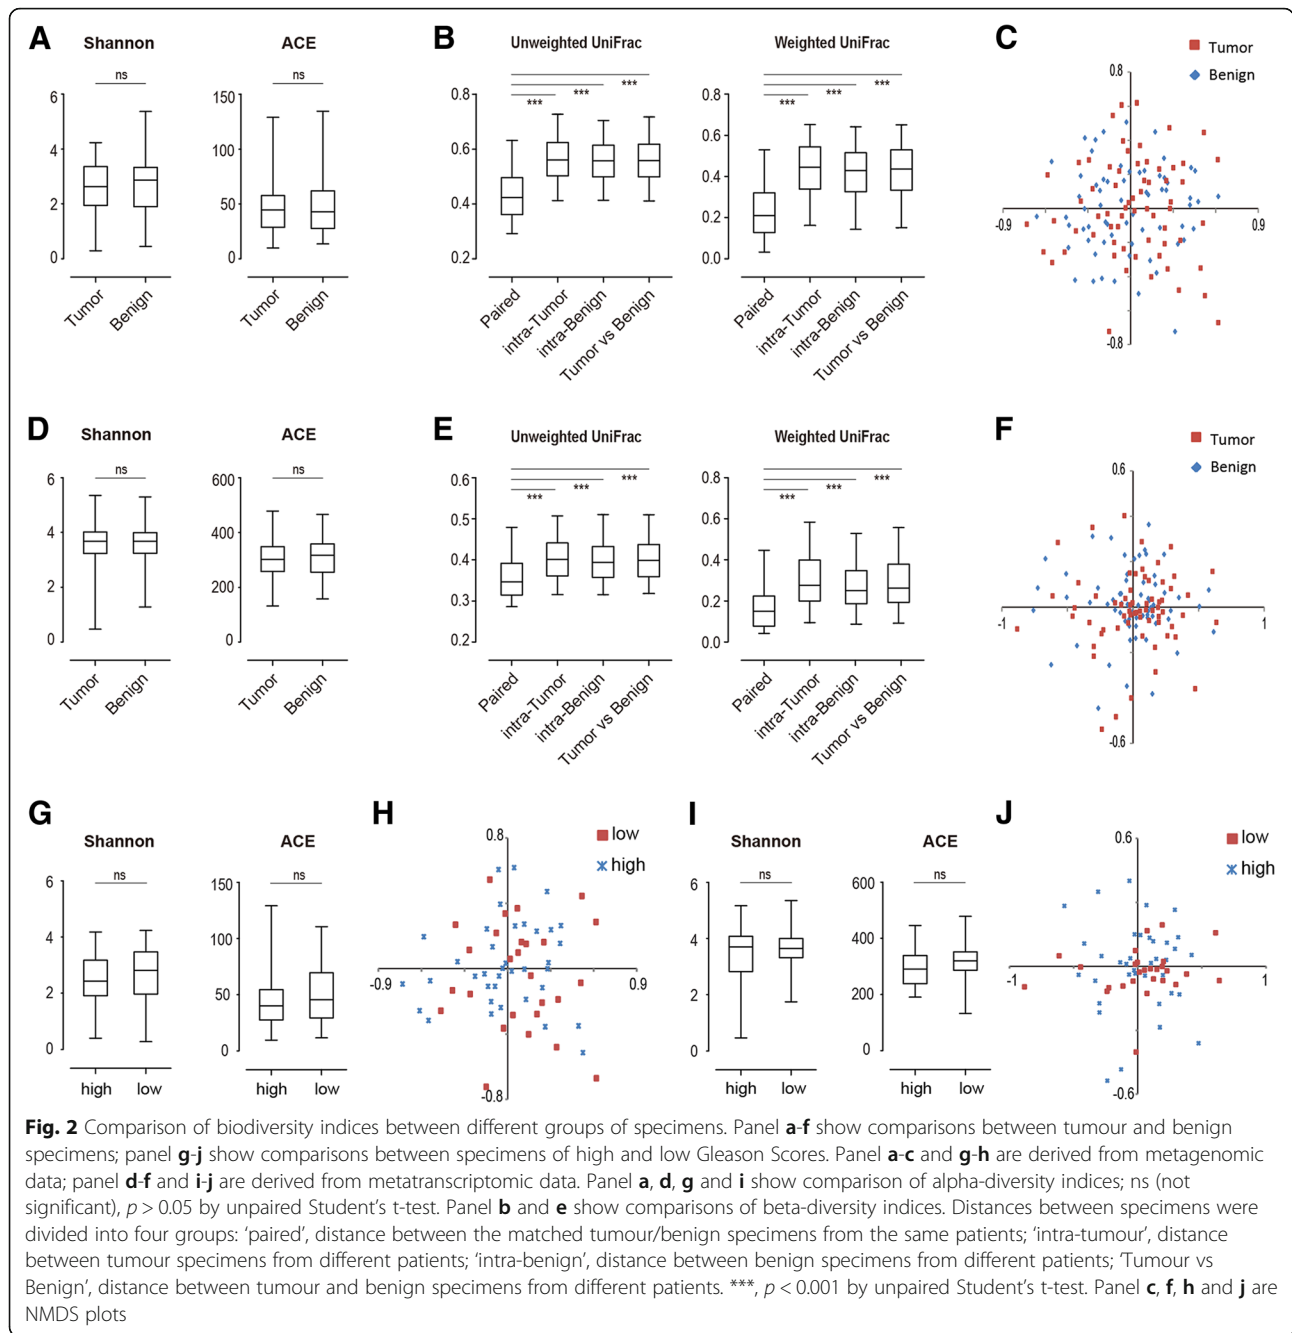 A
Shannon
ACE
ns
ns
6
4
2
0
150
100
50
0
Tumor
Benign
Tumor
Benign
B
Unweighted UniFrac
Weighted UniFrac
***
***
***
***
***
***
0.8
0.6
0.4
0.2
0.8
0.6
0.4
0.2
0.0
Paired
intra-Tumor
intra-Benign
Tumor vs Benign
Paired
intra-Tumor
intra-Benign
Tumor vs Benign
C
Tumor
Benign
0.8
-0.9
0.9
-0.8
D
Shannon
ACE
ns
ns
6
4
2
0
600
400
200
0
Tumor
Benign
Tumor
Benign
E
Unweighted UniFrac
Weighted UniFrac
***
***
***
***
***
***
0.6
0.5
0.4
0.3
0.2
0.8
0.6
0.4
0.2
0.0
Paired
intra-Tumor
intra-Benign
Tumor vs Benign
Paired
intra-Tumor
intra-Benign
Tumor vs Benign
F
Tumor
Benign
0.6
-1
1
-0.6
G
Shannon
ACE
ns
ns
6
4
2
0
150
100
50
0
high
low
high
low
H
low
high
0.8
-0.9
0.9
-0.8
I
Shannon
ACE
ns
ns
6
4
2
0
600
400
200
0
high
low
high
low
J
low
high
0.6
-1
1
-0.6
Fig. 2 Comparison of biodiversity indices between different groups of specimens. Panel a-f show comparisons between tumour and benign
specimens; panel g-j show comparisons between specimens of high and low Gleason Scores. Panel a-c and g-h are derived from metagenomic
data; panel d-f and i-j are derived from metatranscriptomic data. Panel a, d, g and i show comparison of alpha-diversity indices; ns (not
significant), p > 0.05 by unpaired Student's t-test. Panel b and e show comparisons of beta-diversity indices. Distances between specimens were
divided into four groups: 'paired', distance between the matched tumour/benign specimens from the same patients; 'intra-tumour', distance
between tumour specimens from different patients; 'intra-benign', distance between benign specimens from different patients; 'Tumour vs
Benign', distance between tumour and benign specimens from different patients. ***, p < 0.001 by unpaired Student's t-test. Panel c, f, h and j are
NMDS plots